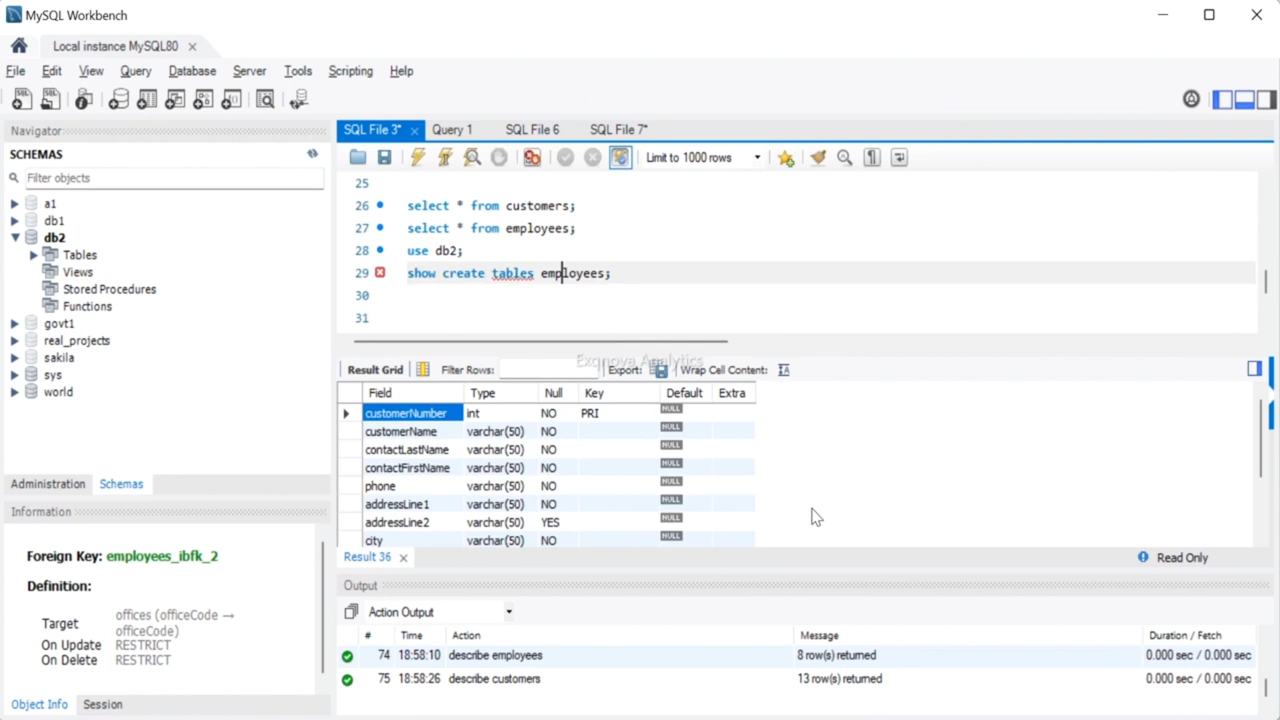 MySQL Workbench
Local instance MySQL80
File Edit View Query Database Server Tools Scripting Help
Navigator
SCHEMAS
Filter objects
a1
db1
db2
Tables
Views
Stored Procedures
Functions
govt1
real_projects
sakila
sys
world
Administration Schemas
Information
Foreign Key: employees_ibfk_2
Definition:
Target offices (officeCode → officeCode)
On Update RESTRICT
On Delete RESTRICT
Object Info Session
SQL File 3* Query 1 SQL File 6 SQL File 7*
Limit to 1000 rows
25
26 select * from customers;
27 select * from employees;
28 use db2;
29 show create tables employees;
30
31
Exqnova Analytics
Result Grid Filter Rows: Export: Wrap Cell Content:
Field Type Null Key Default Extra
customerNumber int NO PRI NULL
customerName varchar(50) NO NULL
contactLastName varchar(50) NO NULL
contactFirstName varchar(50) NO NULL
phone varchar(50) NO NULL
addressLine1 varchar(50) NO NULL
addressLine2 varchar(50) YES NULL
city varchar(50) NO NULL
Result 36 Read Only
Output
Action Output
# Time Action Message Duration / Fetch
74 18:58:10 describe employees 8 row(s) returned 0.000 sec / 0.000 sec
75 18:58:26 describe customers 13 row(s) returned 0.000 sec / 0.000 sec